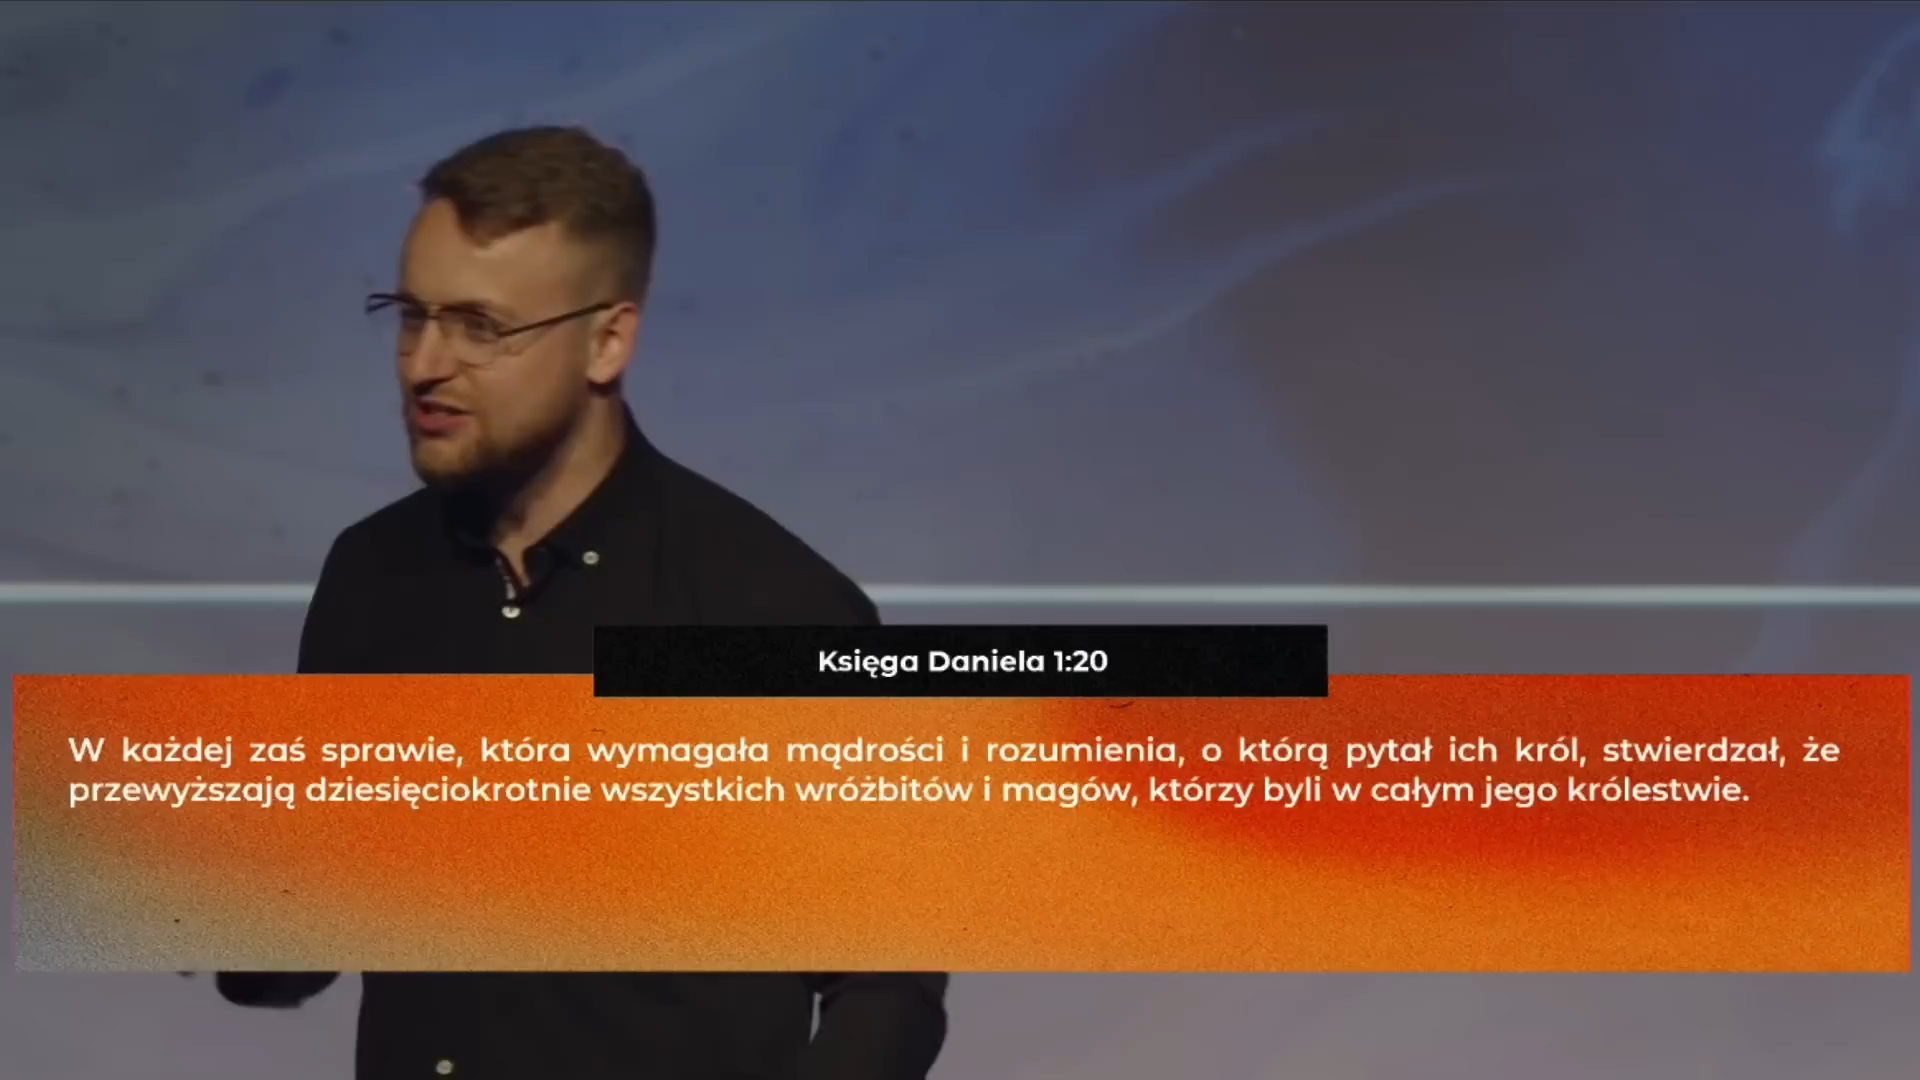 Księga Daniela 1:20
W każdej zaś sprawie, która wymagała mądrości i rozumienia, o którą pytał ich król, stwierdzał, że
przewyższają dziesięciokrotnie wszystkich wróżbitów i magów, którzy byli w całym jego królestwie.